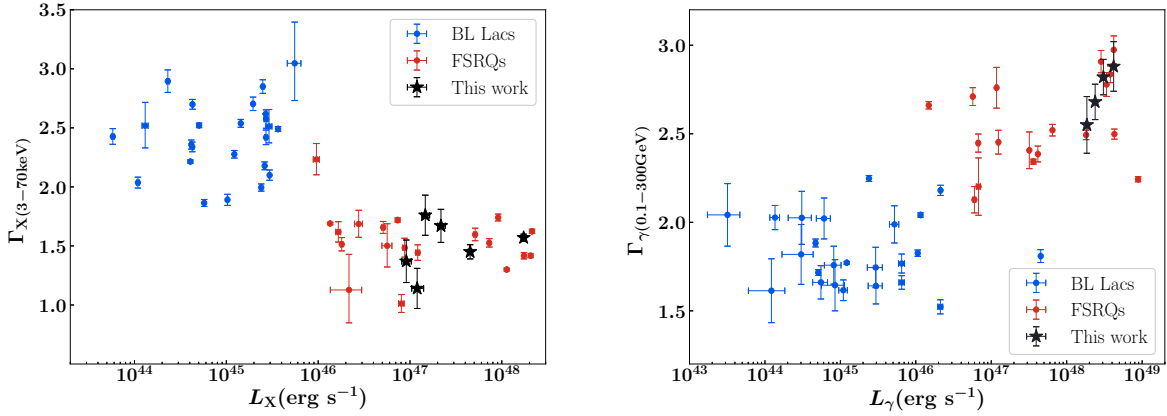 3.5
3.0
2.5
2.0
1.5
1.0
Γ_X(3−70keV)
BL Lacs
FSRQs
This work
10^44 10^45 10^46 10^47 10^48
L_X(erg s^−1)
3.0
2.5
2.0
1.5
Γ_γ(0.1−300GeV)
BL Lacs
FSRQs
This work
10^43 10^44 10^45 10^46 10^47 10^48 10^49
L_γ(erg s^−1)